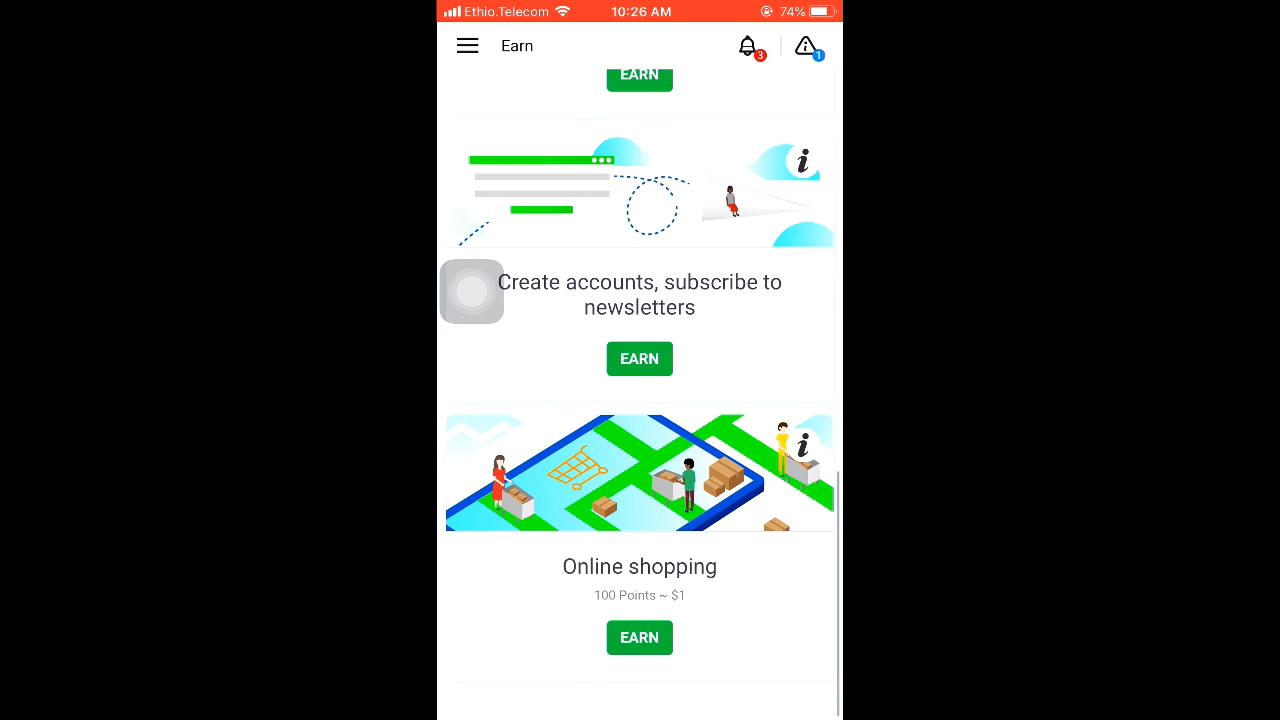 Ethio.Telecom 10:26 AM 74%
Earn 3 1
EARN
i
Create accounts, subscribe to
newsletters
EARN
i
Online shopping
100 Points ~ $1
EARN